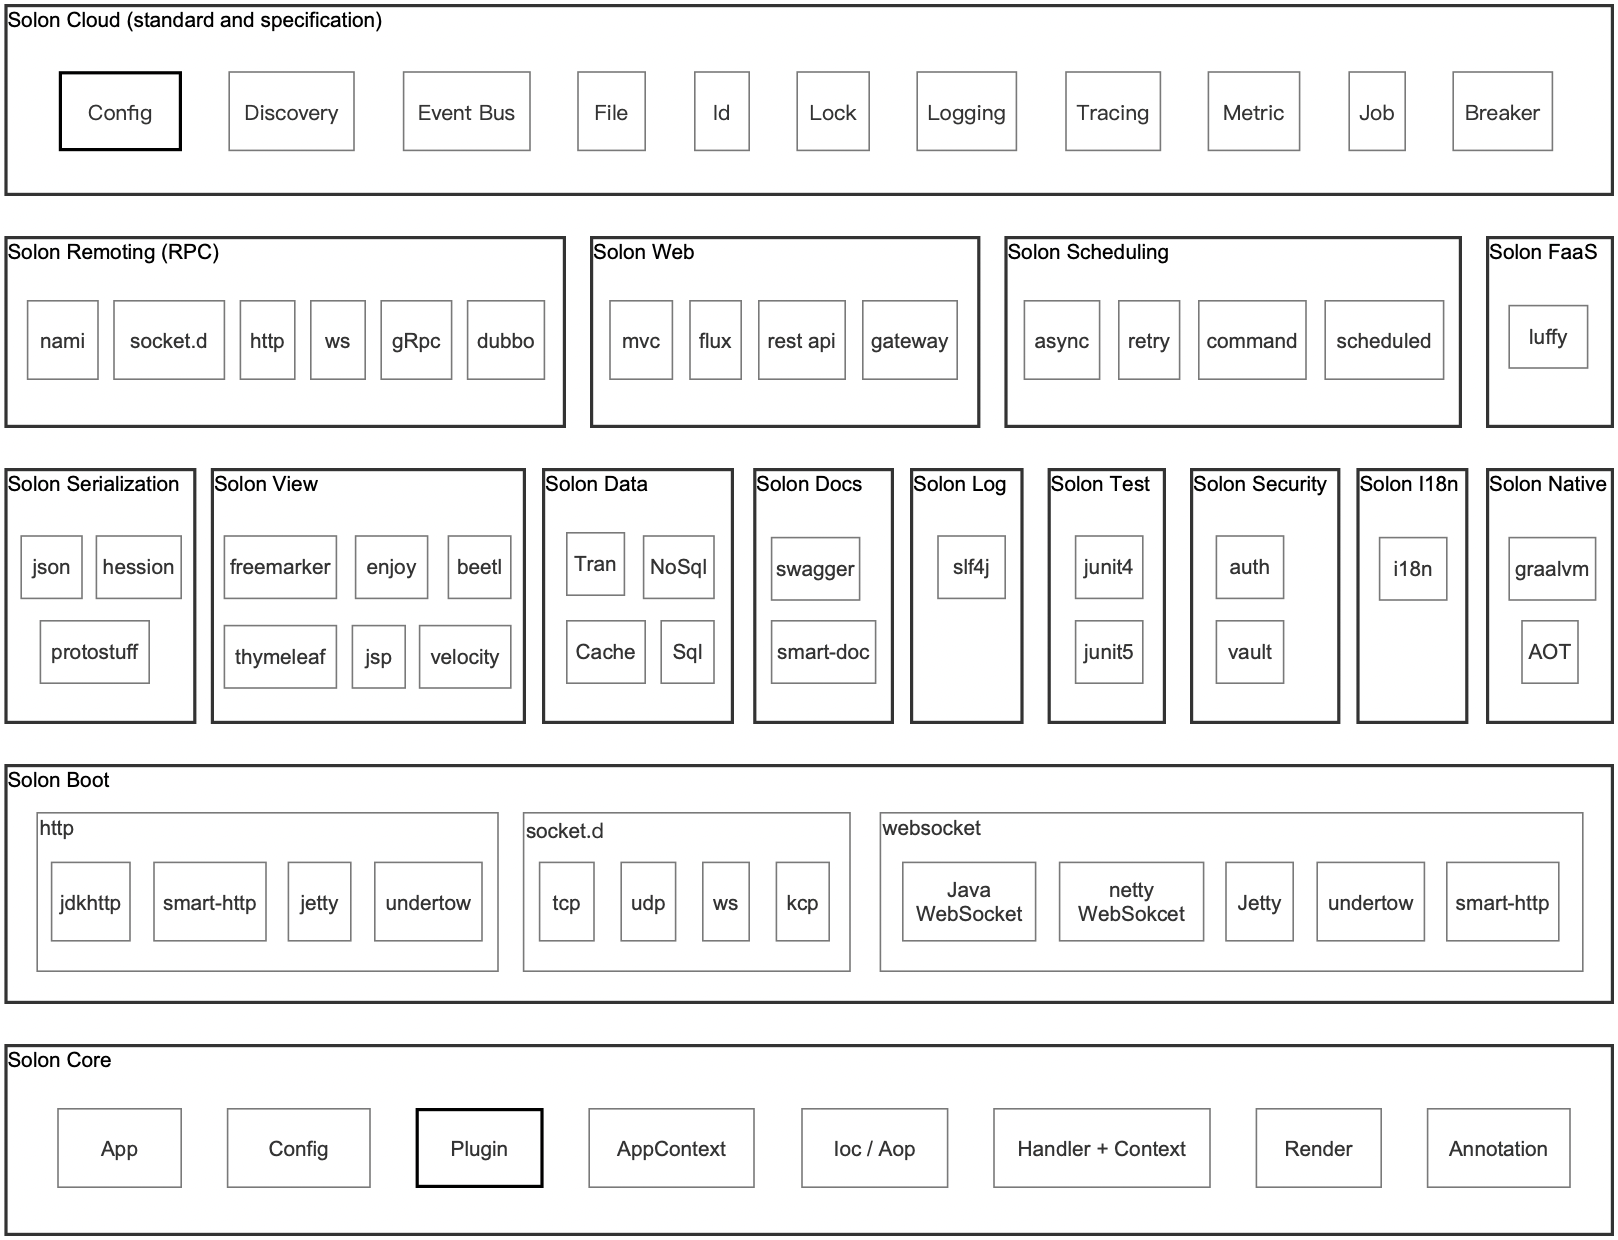 Solon Cloud (standard and specification)
Config
Discovery
Event Bus
File
Id
Lock
Logging
Tracing
Metric
Job
Breaker
Solon Remoting (RPC)
nami
socket.d
http
ws
gRpc
dubbo
Solon Web
mvc
flux
rest api
gateway
Solon Scheduling
async
retry
command
scheduled
Solon FaaS
luffy
Solon Serialization
json
hession
protostuff
Solon View
freemarker
enjoy
beetl
thymeleaf
jsp
velocity
Solon Data
Tran
NoSql
Cache
Sql
Solon Docs
swagger
smart-doc
Solon Log
slf4j
Solon Test
junit4
junit5
Solon Security
auth
vault
Solon I18n
i18n
Solon Native
graalvm
AOT
Solon Boot
http
jdkhttp
smart-http
jetty
undertow
socket.d
tcp
udp
ws
kcp
websocket
Java
WebSocket
netty
WebSokcet
Jetty
undertow
smart-http
Solon Core
App
Config
Plugin
AppContext
Ioc / Aop
Handler + Context
Render
Annotation